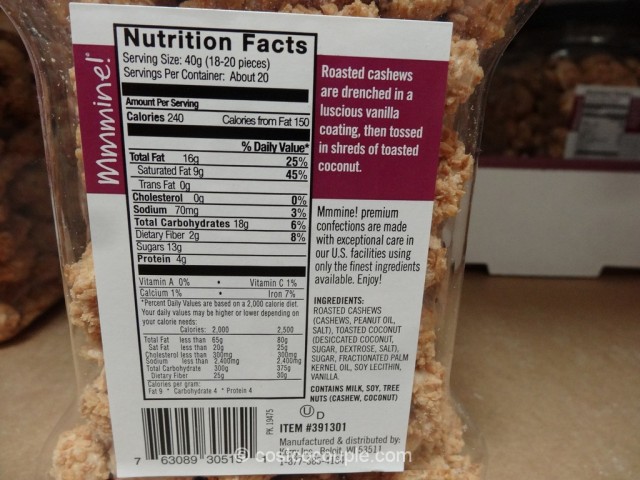 Mmmine!
Nutrition Facts
Serving Size: 40g (18-20 pieces)
Servings Per Container: About 20
Amount Per Serving
Calories 240 Calories from Fat 150
% Daily Value*
Total Fat 16g 25%
Saturated Fat 9g 45%
Trans Fat 0g
Cholesterol 0g 0%
Sodium 70mg 3%
Total Carbohydrates 18g 6%
Dietary Fiber 2g 8%
Sugars 13g
Protein 4g
Vitamin A 0% • Vitamin C 1%
Calcium 1% • Iron 7%
*Percent Daily Values are based on a 2,000 calorie diet.
Your daily values may be higher or lower depending on
your calorie needs:
Calories: 2,000 2,500
Total Fat less than 65g 80g
Sat Fat less than 20g 25g
Cholesterol less than 300mg 300mg
Sodium less than 2,400mg 2,400mg
Total Carbohydrate 300g 375g
Dietary Fiber 25g 30g
Calories per gram:
Fat 9 * Carbohydrate 4 * Protein 4
Roasted cashews
are drenched in a
luscious vanilla
coating, then tossed
in shreds of toasted
coconut.
Mmmine! premium
confections are made
with exceptional care in
our U.S. facilities using
only the finest ingredients
available. Enjoy!
INGREDIENTS:
ROASTED CASHEWS
(CASHEWS, PEANUT OIL,
SALT), TOASTED COCONUT
(DESICCATED COCONUT,
SUGAR, DEXTROSE, SALT),
SUGAR, FRACTIONATED PALM
KERNEL OIL, SOY LECITHIN,
VANILLA.
CONTAINS MILK, SOY, TREE
NUTS (CASHEW, COCONUT)
U D
ITEM #391301
Manufactured & distributed by:
Beloit, WI 53511
PK.19475
7 63089 30515
© costcocouple.com